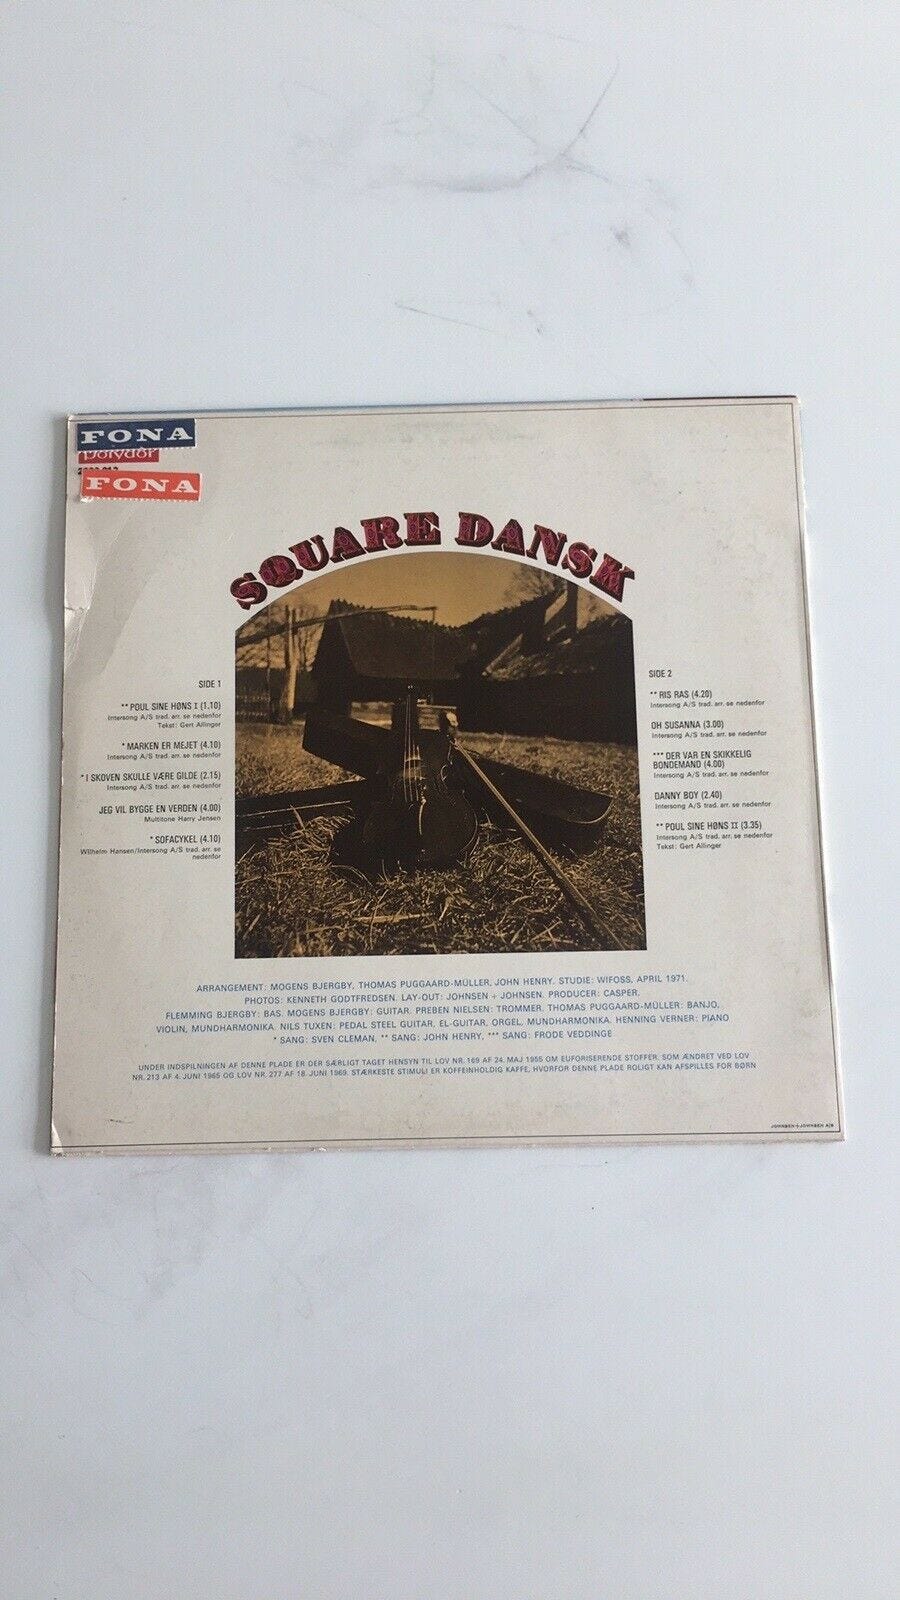 FONA
polydor
FONA
SQUARE DANSK
SIDE 1
** POUL SINE HØNS I (1.10)
Intersong A/S trad. arr. se nedenfor
Tekst: Gert Allinger
* MARKEN ER MEJET (4.10)
Intersong A/S trad. arr. se nedenfor
* I SKOVEN SKULLE VÆRE GILDE (2.15)
Intersong A/S trad. arr. se nedenfor
JEG VIL BYGGE EN VERDEN (4.00)
Multitone Harry Jensen
* SOFACYKEL (4.10)
Wilhelm Hansen/Intersong A/S trad. arr. se
nedenfor
SIDE 2
** RIS RAS (4.20)
Intersong A/S trad. arr. se nedenfor
OH SUSANNA (3.00)
Intersong A/S trad. arr. se nedenfor
*** DER VAR EN SKIKKELIG
BONDEMAND (4.00)
Intersong A/S trad. arr. se nedenfor
DANNY BOY (2.40)
Intersong A/S trad. arr. se nedenfor
** POUL SINE HØNS II (3.35)
Intersong A/S trad. arr. se nedenfor
Tekst: Gert Allinger
ARRANGEMENT: MOGENS BJERGBY, THOMAS PUGGAARD-MÜLLER, JOHN HENRY. STUDIE: WIFOSS, APRIL 1971.
PHOTOS: KENNETH GODTFREDSEN. LAY-OUT: JOHNSEN + JOHNSEN. PRODUCER: CASPER.
FLEMMING BJERGBY: BAS. MOGENS BJERGBY: GUITAR. PREBEN NIELSEN: TROMMER. THOMAS PUGGAARD-MÜLLER: BANJO,
VIOLIN, MUNDHARMONIKA. NILS TUXEN: PEDAL STEEL GUITAR, EL-GUITAR, ORGEL, MUNDHARMONIKA. HENNING VERNER: PIANO
* SANG: SVEN CLEMAN, ** SANG: JOHN HENRY, *** SANG: FRODE VEDDINGE
UNDER INDSPILNINGEN AF DENNE PLADE ER DER SÆRLIGT TAGET HENSYN TIL LOV NR. 169 AF 24. MAJ 1955 OM EUFORISERENDE STOFFER, SOM ÆNDRET VED LOV
NR. 213 AF 4. JUNI 1965 OG LOV NR. 277 AF 18. JUNI 1969. STÆRKESTE STIMULI ER KOFFEINHOLDIG KAFFE, HVORFOR DENNE PLADE ROLIGT KAN AFSPILLES FOR BØRN
JOHNSEN+JOHNSEN A/S